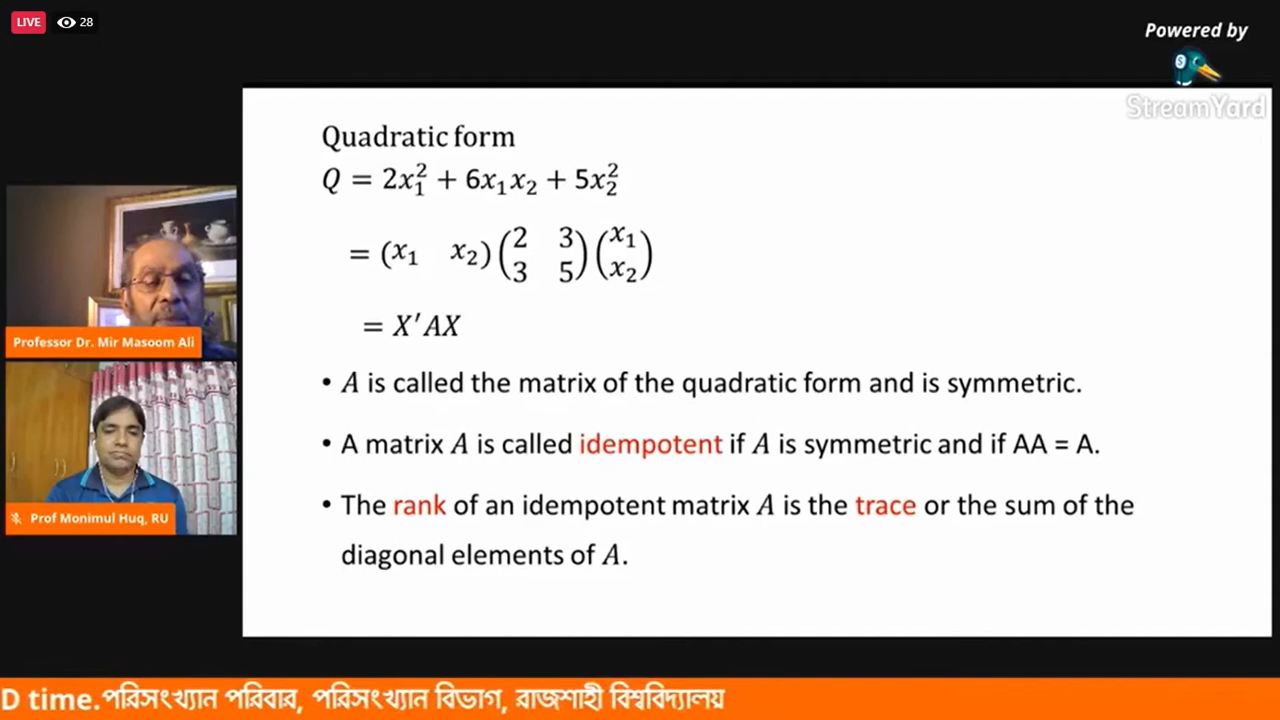 LIVE 28
Powered by
StreamYard
Quadratic form
Q = 2x₁² + 6x₁x₂ + 5x₂²
= (x₁ x₂) (2 3
3 5) (x₁
x₂)
= X′AX
• A is called the matrix of the quadratic form and is symmetric.
• A matrix A is called idempotent if A is symmetric and if AA = A.
• The rank of an idempotent matrix A is the trace or the sum of the
diagonal elements of A.
Professor Dr. Mir Masoom Ali
Prof Monimul Huq, RU
D time.পরিসংখ্যান পরিবার, পরিসংখ্যান বিভাগ, রাজশাহী বিশ্ববিদ্যালয়